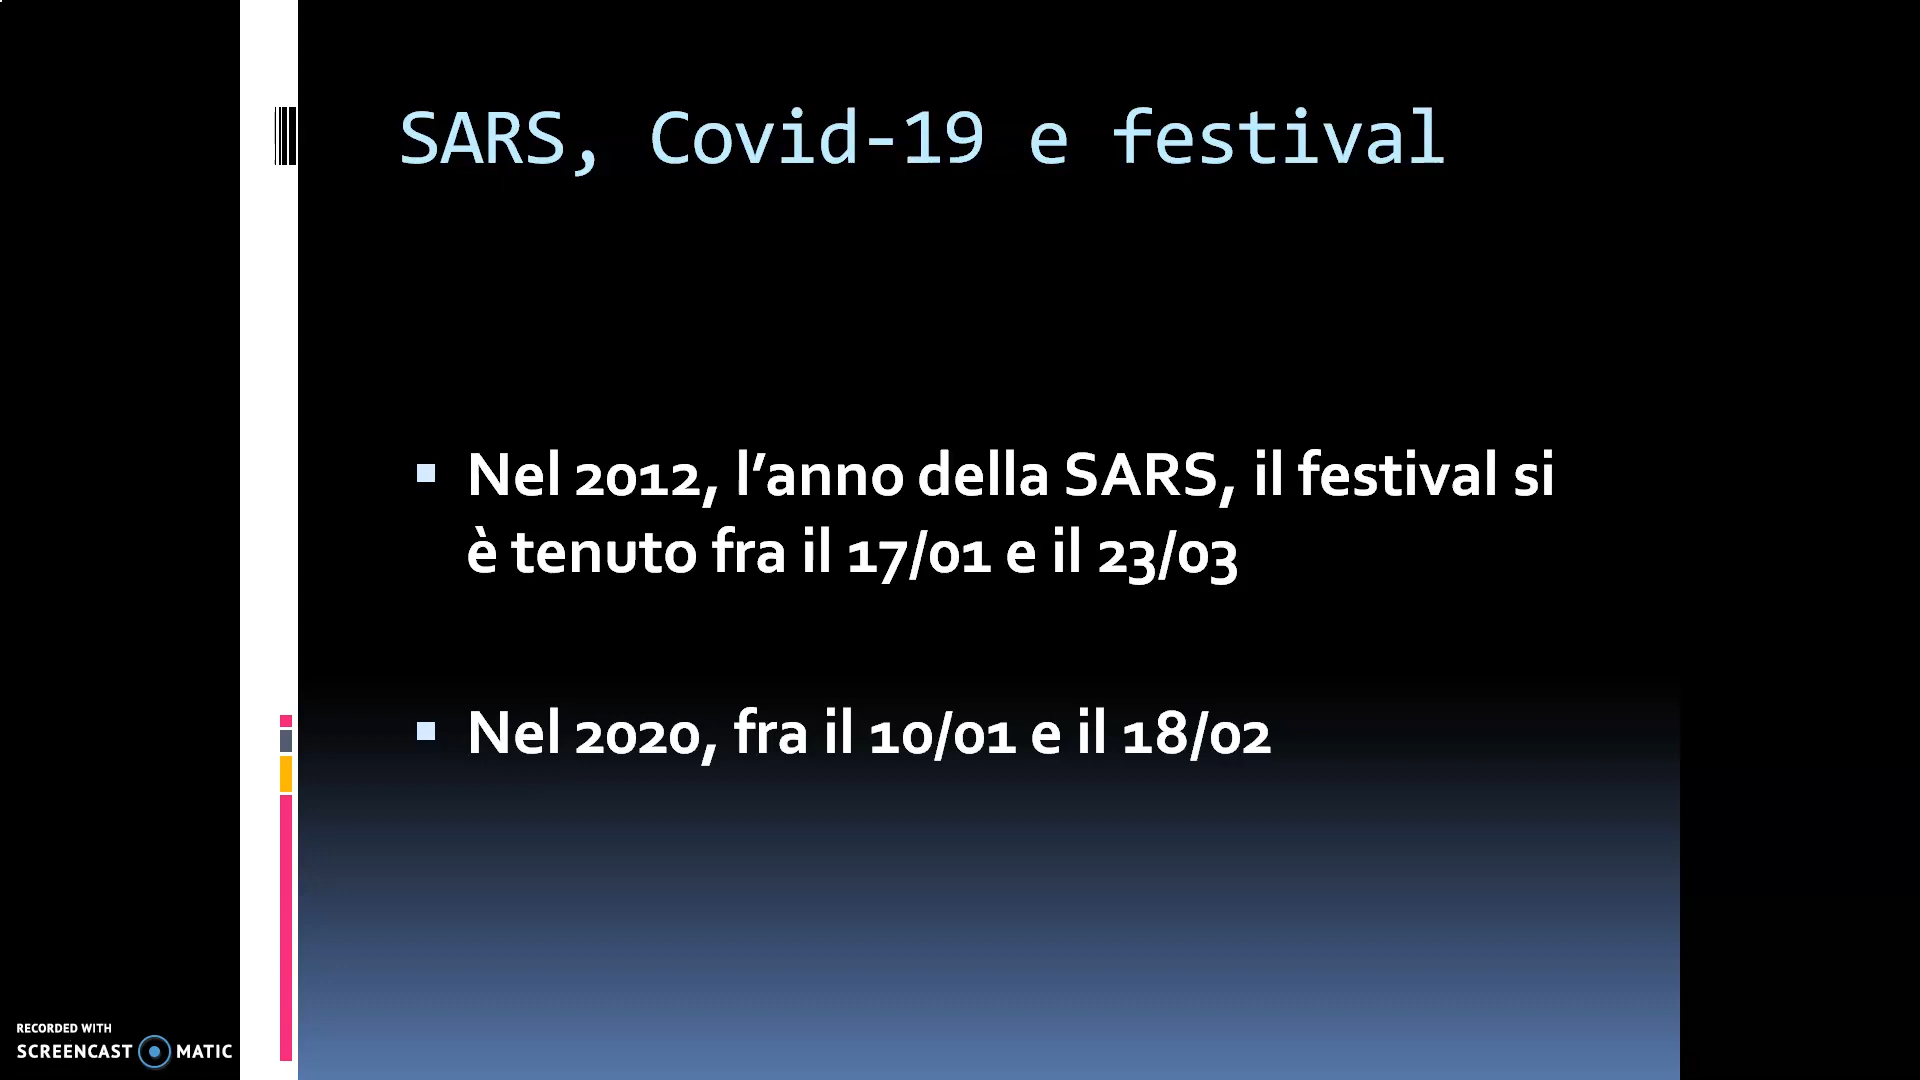 SARS, Covid-19 e festival
Nel 2012, l’anno della SARS, il festival si
è tenuto fra il 17/01 e il 23/03
Nel 2020, fra il 10/01 e il 18/02
RECORDED WITH
SCREENCAST MATIC